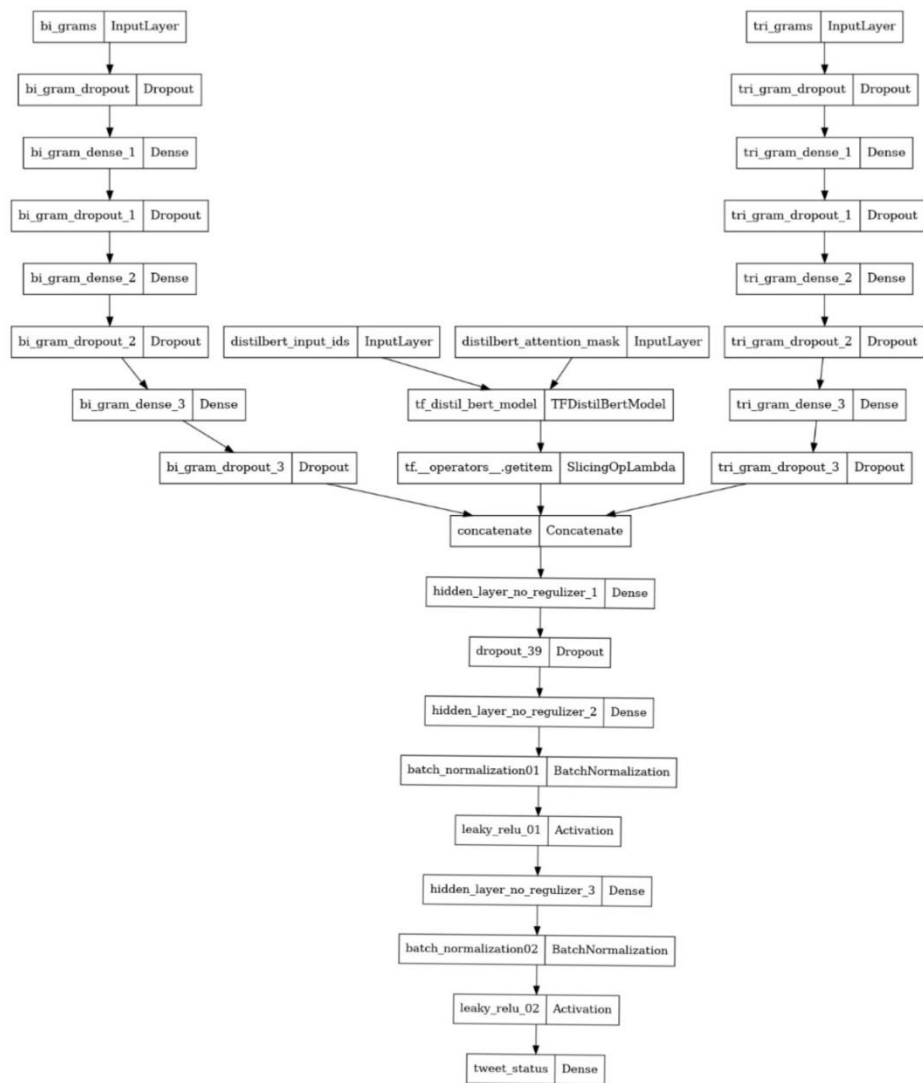 bi_grams InputLayer
tri_grams InputLayer
bi_gram_dropout Dropout
tri_gram_dropout Dropout
bi_gram_dense_1 Dense
tri_gram_dense_1 Dense
bi_gram_dropout_1 Dropout
tri_gram_dropout_1 Dropout
bi_gram_dense_2 Dense
tri_gram_dense_2 Dense
bi_gram_dropout_2 Dropout
distilbert_input_ids InputLayer
distilbert_attention_mask InputLayer
tri_gram_dropout_2 Dropout
bi_gram_dense_3 Dense
tf_distil_bert_model TFDistilBertModel
tri_gram_dense_3 Dense
bi_gram_dropout_3 Dropout
tf.__operators__.getitem SlicingOpLambda
tri_gram_dropout_3 Dropout
concatenate Concatenate
hidden_layer_no_regulizer_1 Dense
dropout_39 Dropout
hidden_layer_no_regulizer_2 Dense
batch_normalization01 BatchNormalization
leaky_relu_01 Activation
hidden_layer_no_regulizer_3 Dense
batch_normalization02 BatchNormalization
leaky_relu_02 Activation
tweet_status Dense